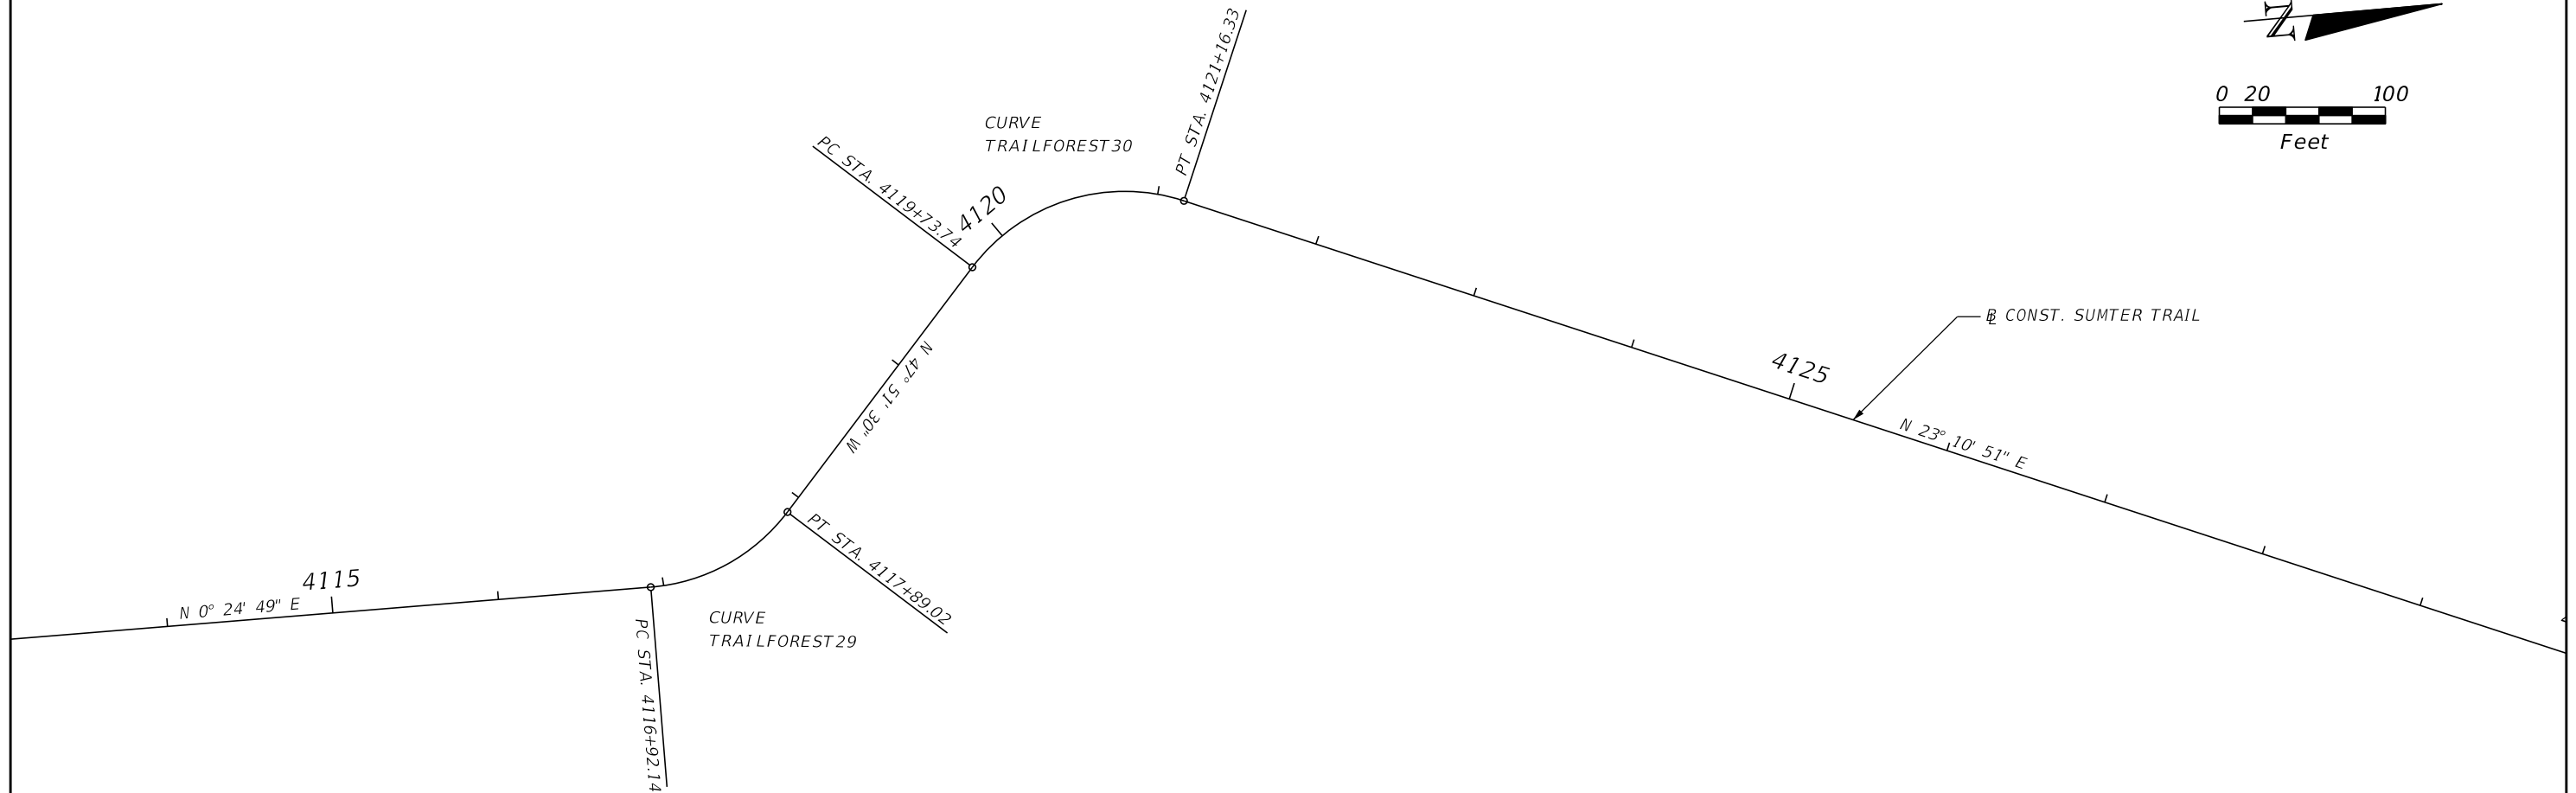 N
0 20 100
Feet
PT STA. 4121+16.33
CURVE
TRAILFOREST30
PC STA. 4119+73.74
4120
N 47° 51' 30" W
℄ CONST. SUMTER TRAIL
4125
N 23° 10' 51" E
PT STA. 4117+89.02
4115
N 0° 24' 49" E
CURVE
TRAILFOREST29
PC STA. 4116+92.14